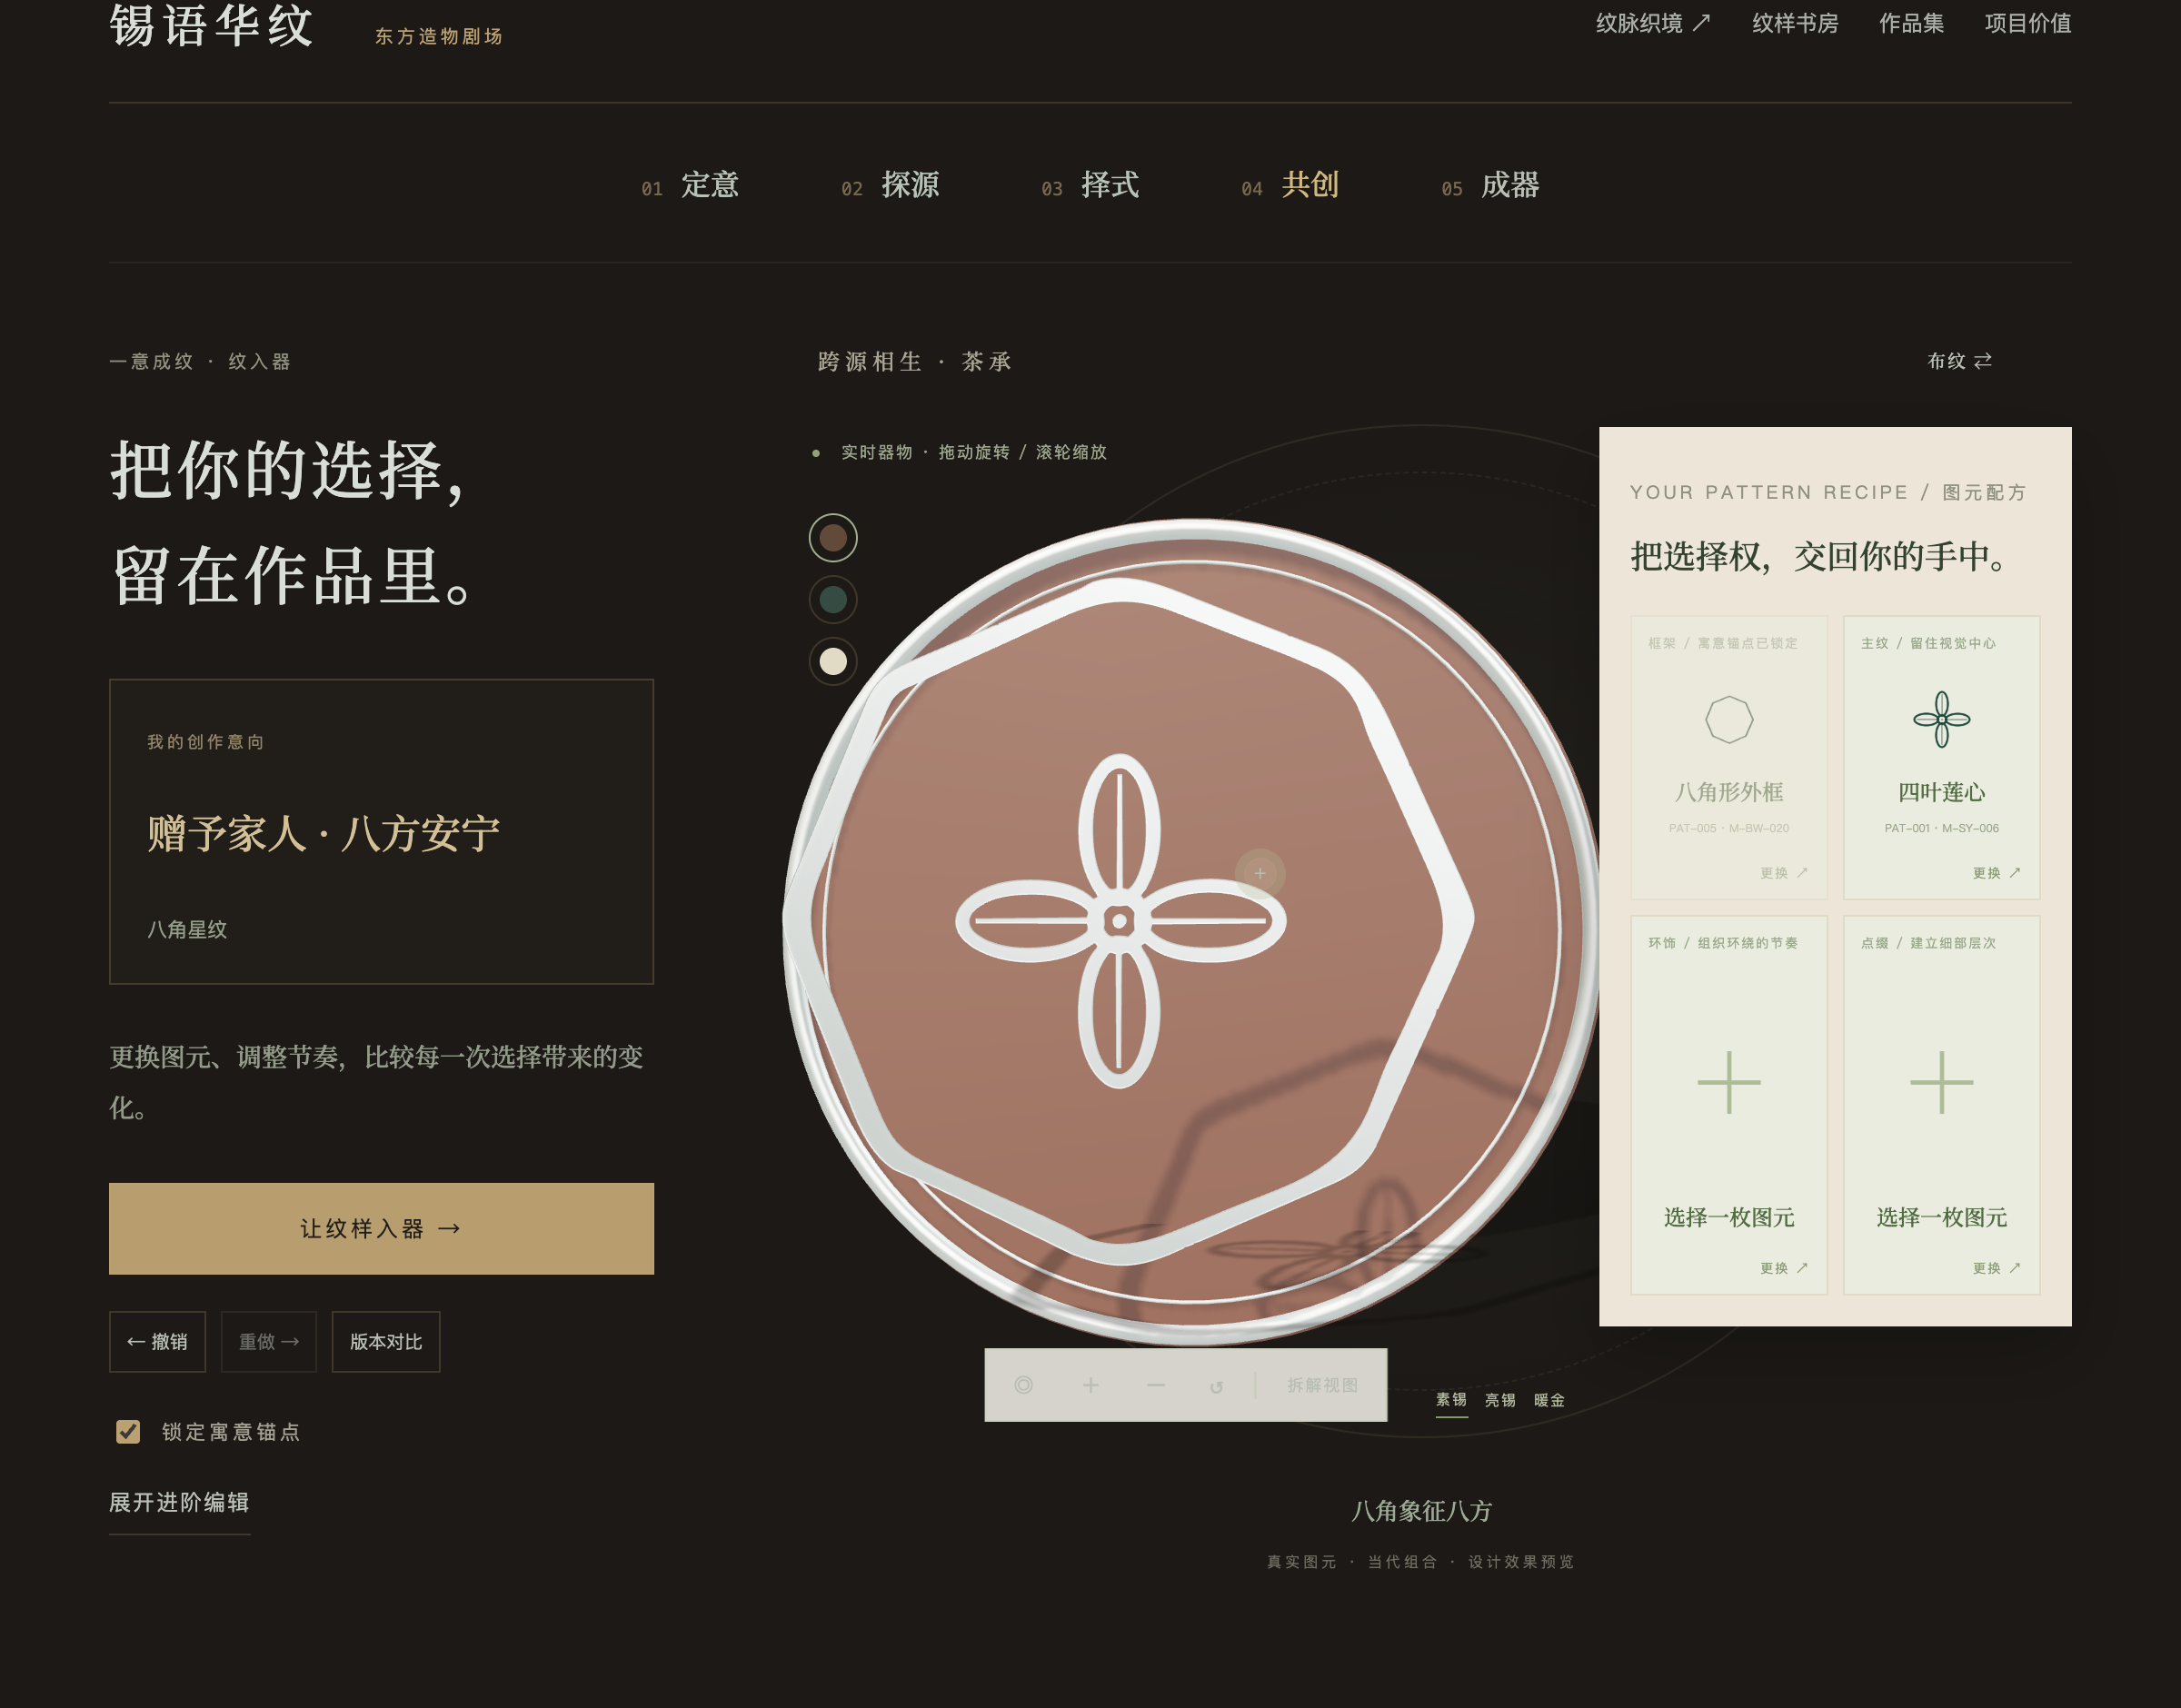 锡语华纹
东方造物剧场
纹脉织境 ↗
纹样书房
作品集
项目价值
01 定意
02 探源
03 择式
04 共创
05 成器
一意成纹 · 纹入器
把你的选择，
留在作品里。
我的创作意向
赠予家人 · 八方安宁
八角星纹
更换图元、调整节奏，比较每一次选择带来的变
化。
让纹样入器 →
← 撤销
重做 →
版本对比
锁定寓意锚点
展开进阶编辑
跨源相生 · 茶承
布纹 ⇄
实时器物 · 拖动旋转 / 滚轮缩放
拆解视图
素锡
亮锡
暖金
八角象征八方
真实图元 · 当代组合 · 设计效果预览
YOUR PATTERN RECIPE / 图元配方
把选择权，交回你的手中。
框架 / 寓意锚点已锁定
八角形外框
PAT-005 · M-BW-020
更换 ↗
主纹 / 留住视觉中心
四叶莲心
PAT-001 · M-SY-006
更换 ↗
环饰 / 组织环绕的节奏
选择一枚图元
更换 ↗
点缀 / 建立细部层次
选择一枚图元
更换 ↗